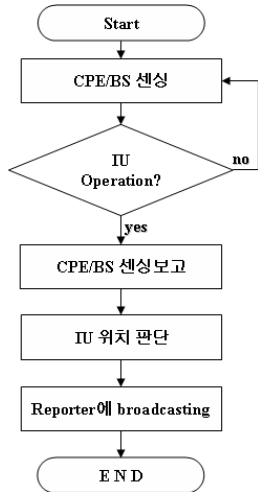 Start
CPE/BS 센싱
IU
Operation?
no
yes
CPE/BS 센싱보고
IU 위치 판단
Reporter에 broadcasting
E N D